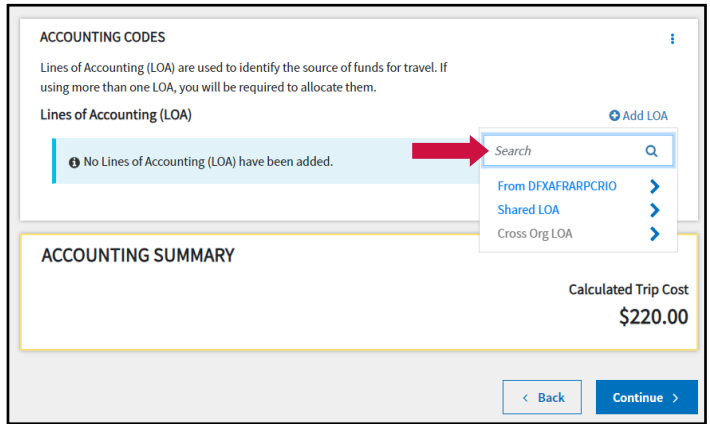 ACCOUNTING CODES
Lines of Accounting (LOA) are used to identify the source of funds for travel. If
using more than one LOA, you will be required to allocate them.
Lines of Accounting (LOA)
Add LOA
No Lines of Accounting (LOA) have been added.
Search
From DFXAFRARPCRIO
Shared LOA
Cross Org LOA
ACCOUNTING SUMMARY
Calculated Trip Cost
$220.00
Back
Continue